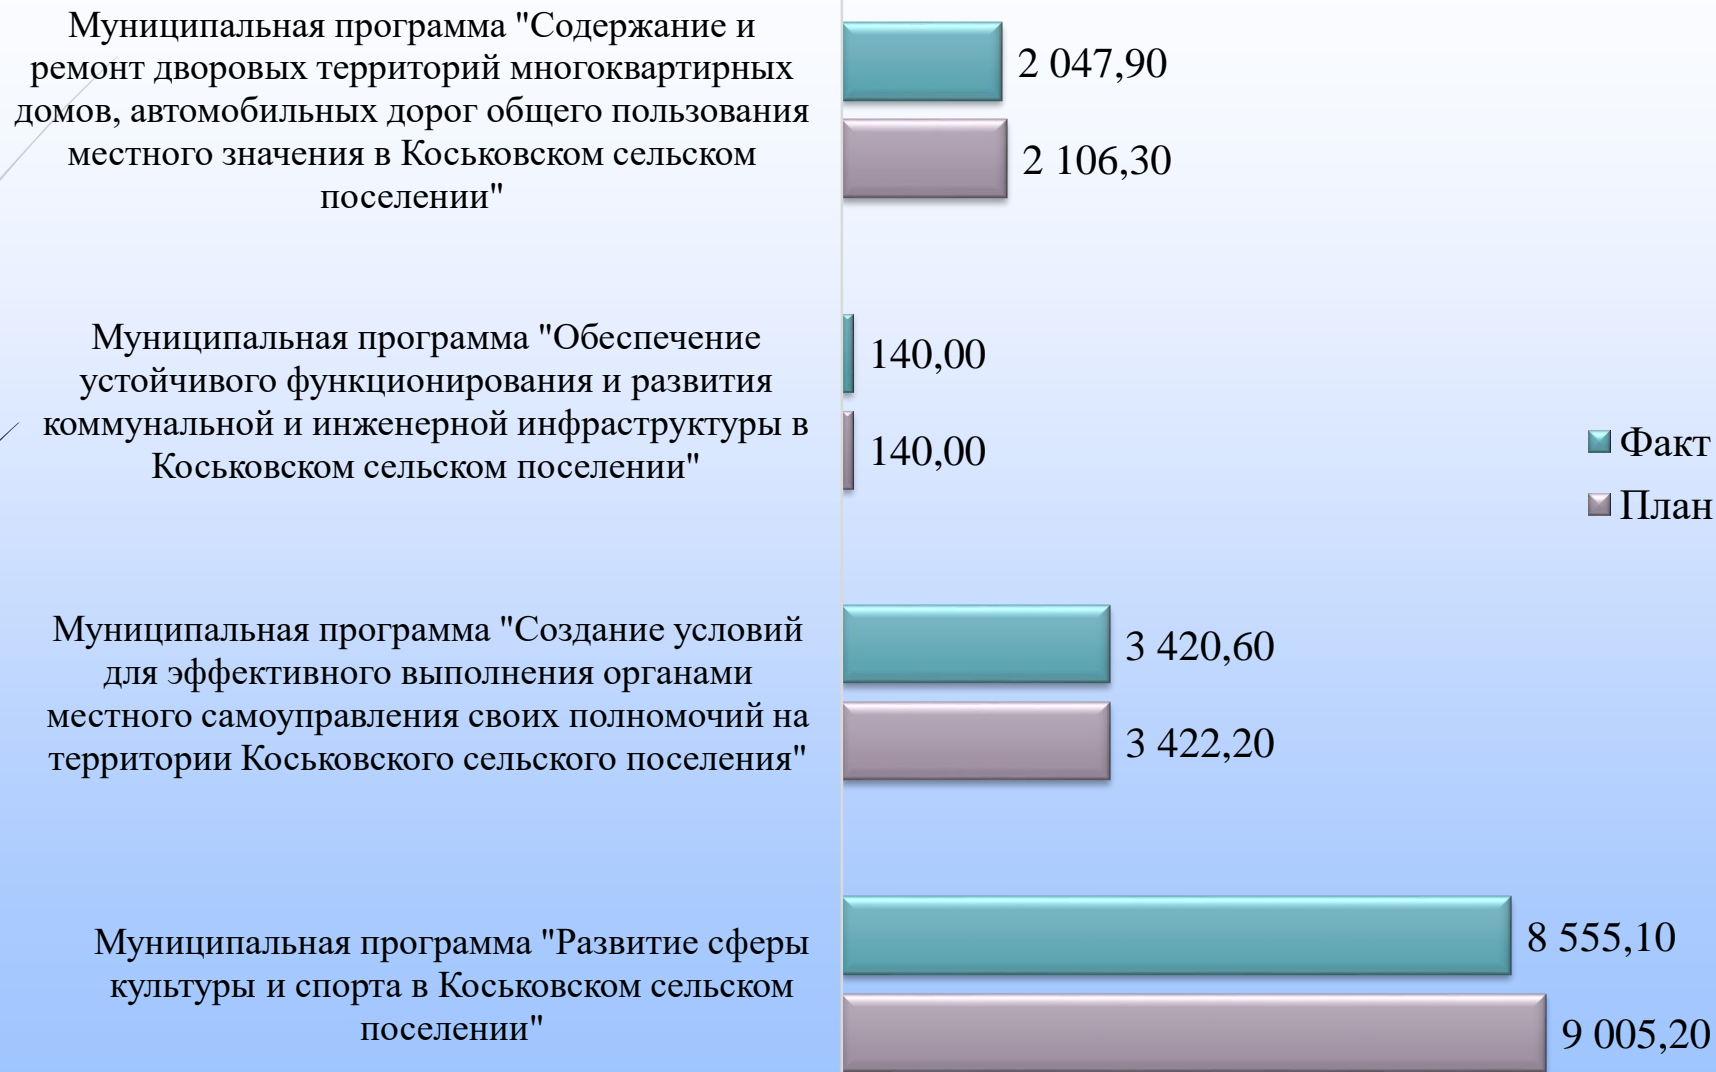 Муниципальная программа "Содержание и
ремонт дворовых территорий многоквартирных
домов, автомобильных дорог общего пользования
местного значения в Коськовском сельском
поселении"
2 047,90
2 106,30
Муниципальная программа "Обеспечение
устойчивого функционирования и развития
коммунальной и инженерной инфраструктуры в
Коськовском сельском поселении"
140,00
140,00
Факт
План
Муниципальная программа "Создание условий
для эффективного выполнения органами
местного самоуправления своих полномочий на
территории Коськовского сельского поселения"
3 420,60
3 422,20
Муниципальная программа "Развитие сферы
культуры и спорта в Коськовском сельском
поселении"
8 555,10
9 005,20